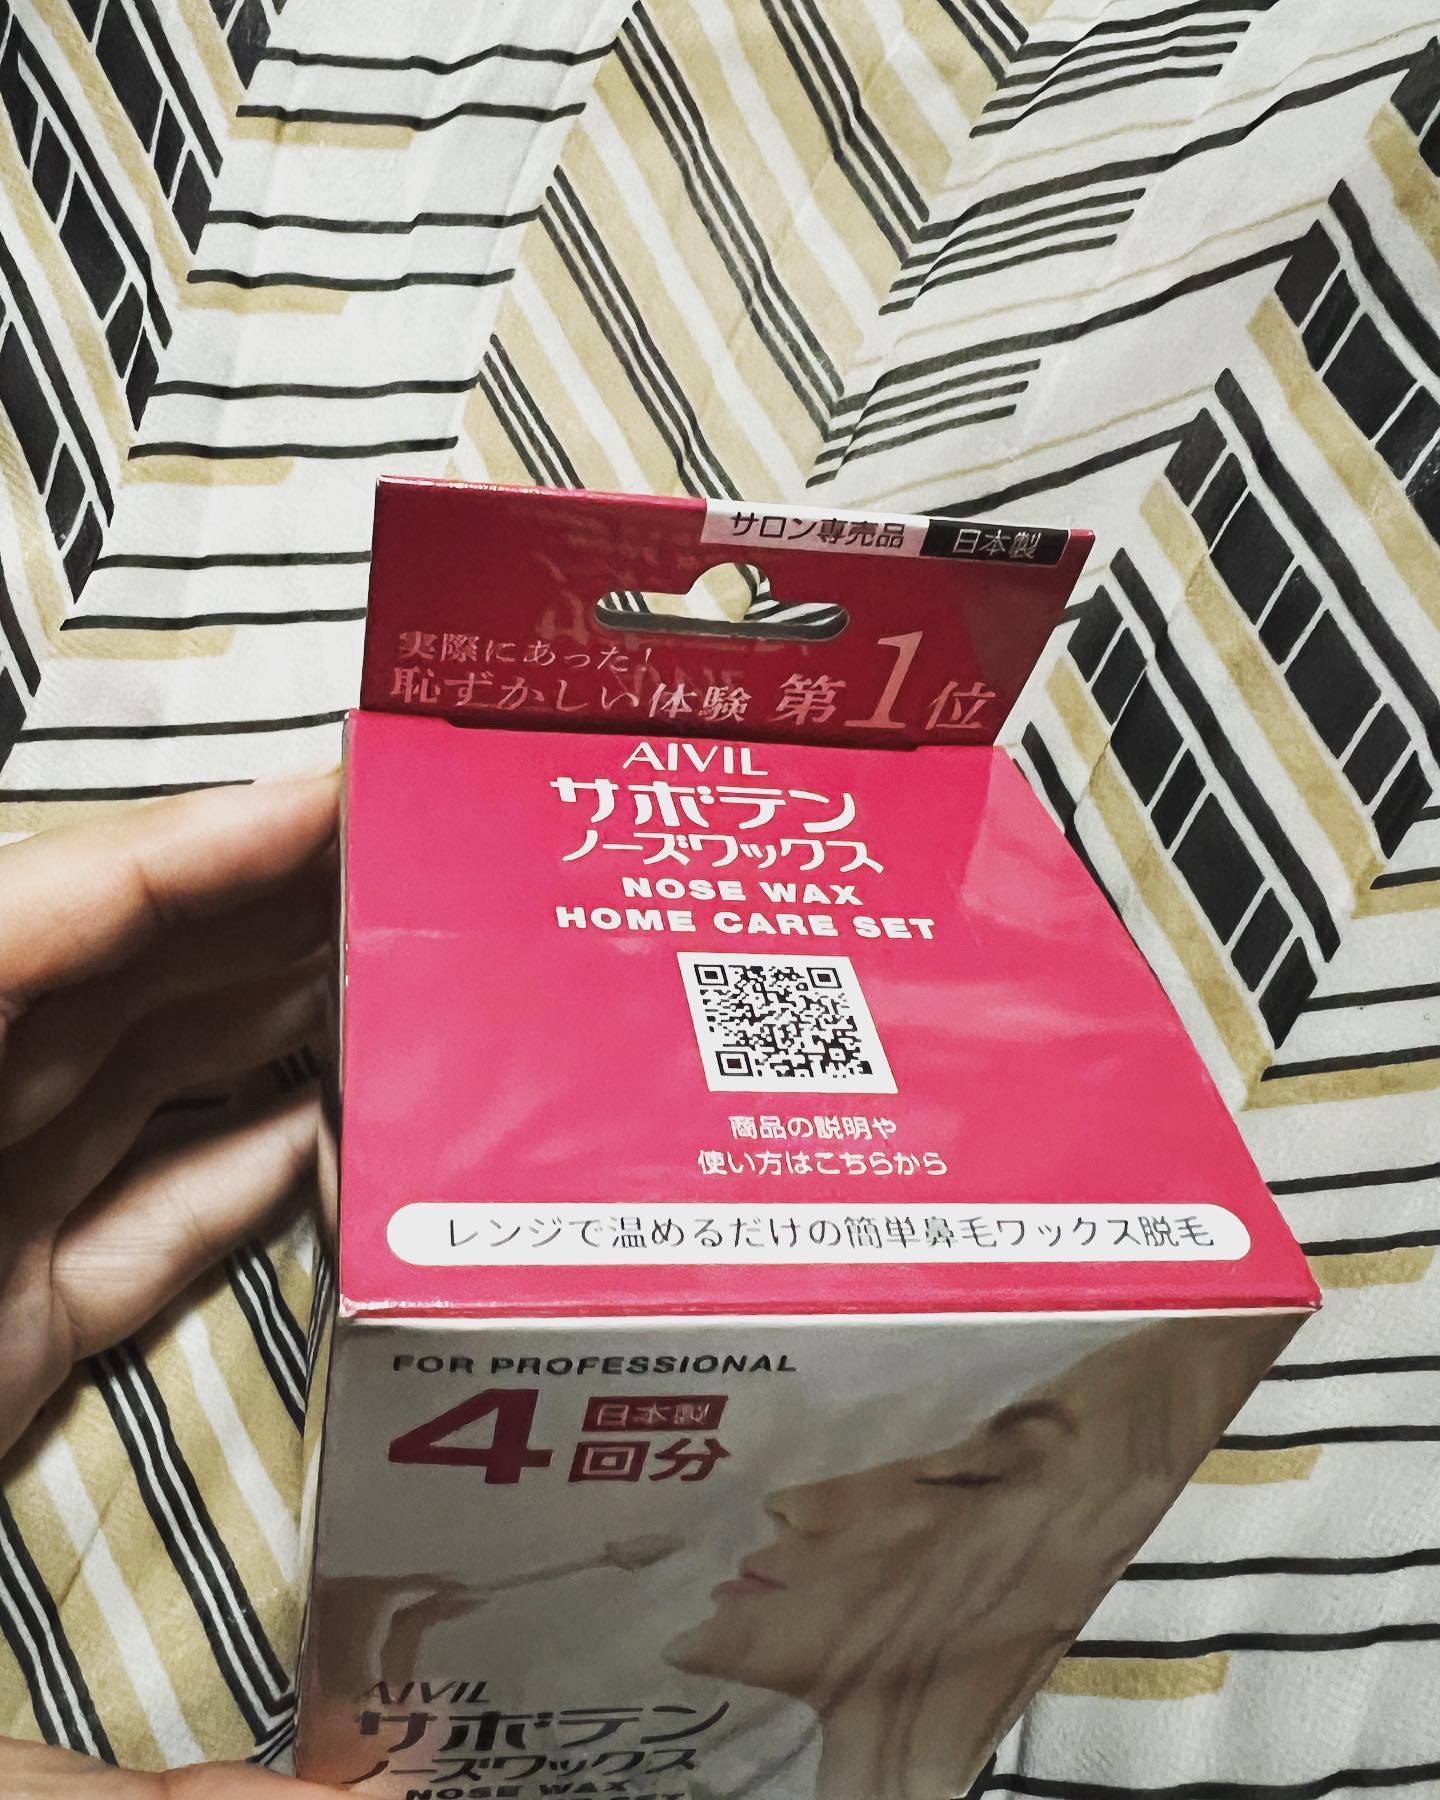 サロン専売品 日本製
実際にあった!
恥ずかしい体験 第1位
AIVIL
サボテン
ノーズワックス
NOSE WAX
HOME CARE SET
商品の説明や
使い方はこちらから
レンジで温めるだけの簡単鼻毛ワックス脱毛
FOR PROFESSIONAL
4回分 日本製
AIVIL
サボテン
ノーズワックス
NOSE WAX
HOME CARE SET